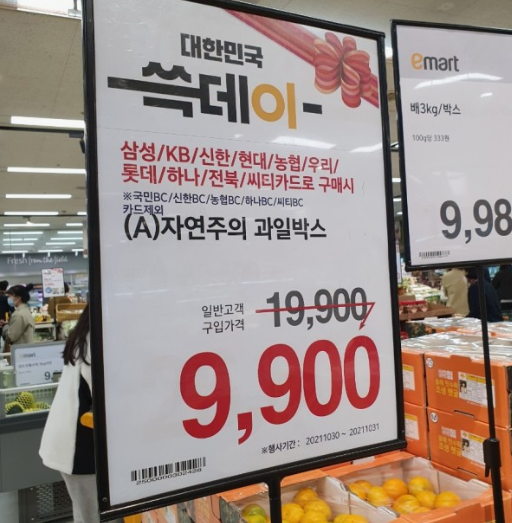 대한민국
쓱데이
삼성/KB/신한/현대/농협/우리/
롯데/하나/전북/씨티카드로 구매시
※국민BC/신한BC/농협BC/하나BC/씨티BC
카드제외
(A)자연주의 과일박스
일반고객
구입가격
19,900
9,900
※행사기간 : 20211030 ~ 20211031
emart
배3kg/박스
100g당 333원
9,98
Fresh from the field
emart